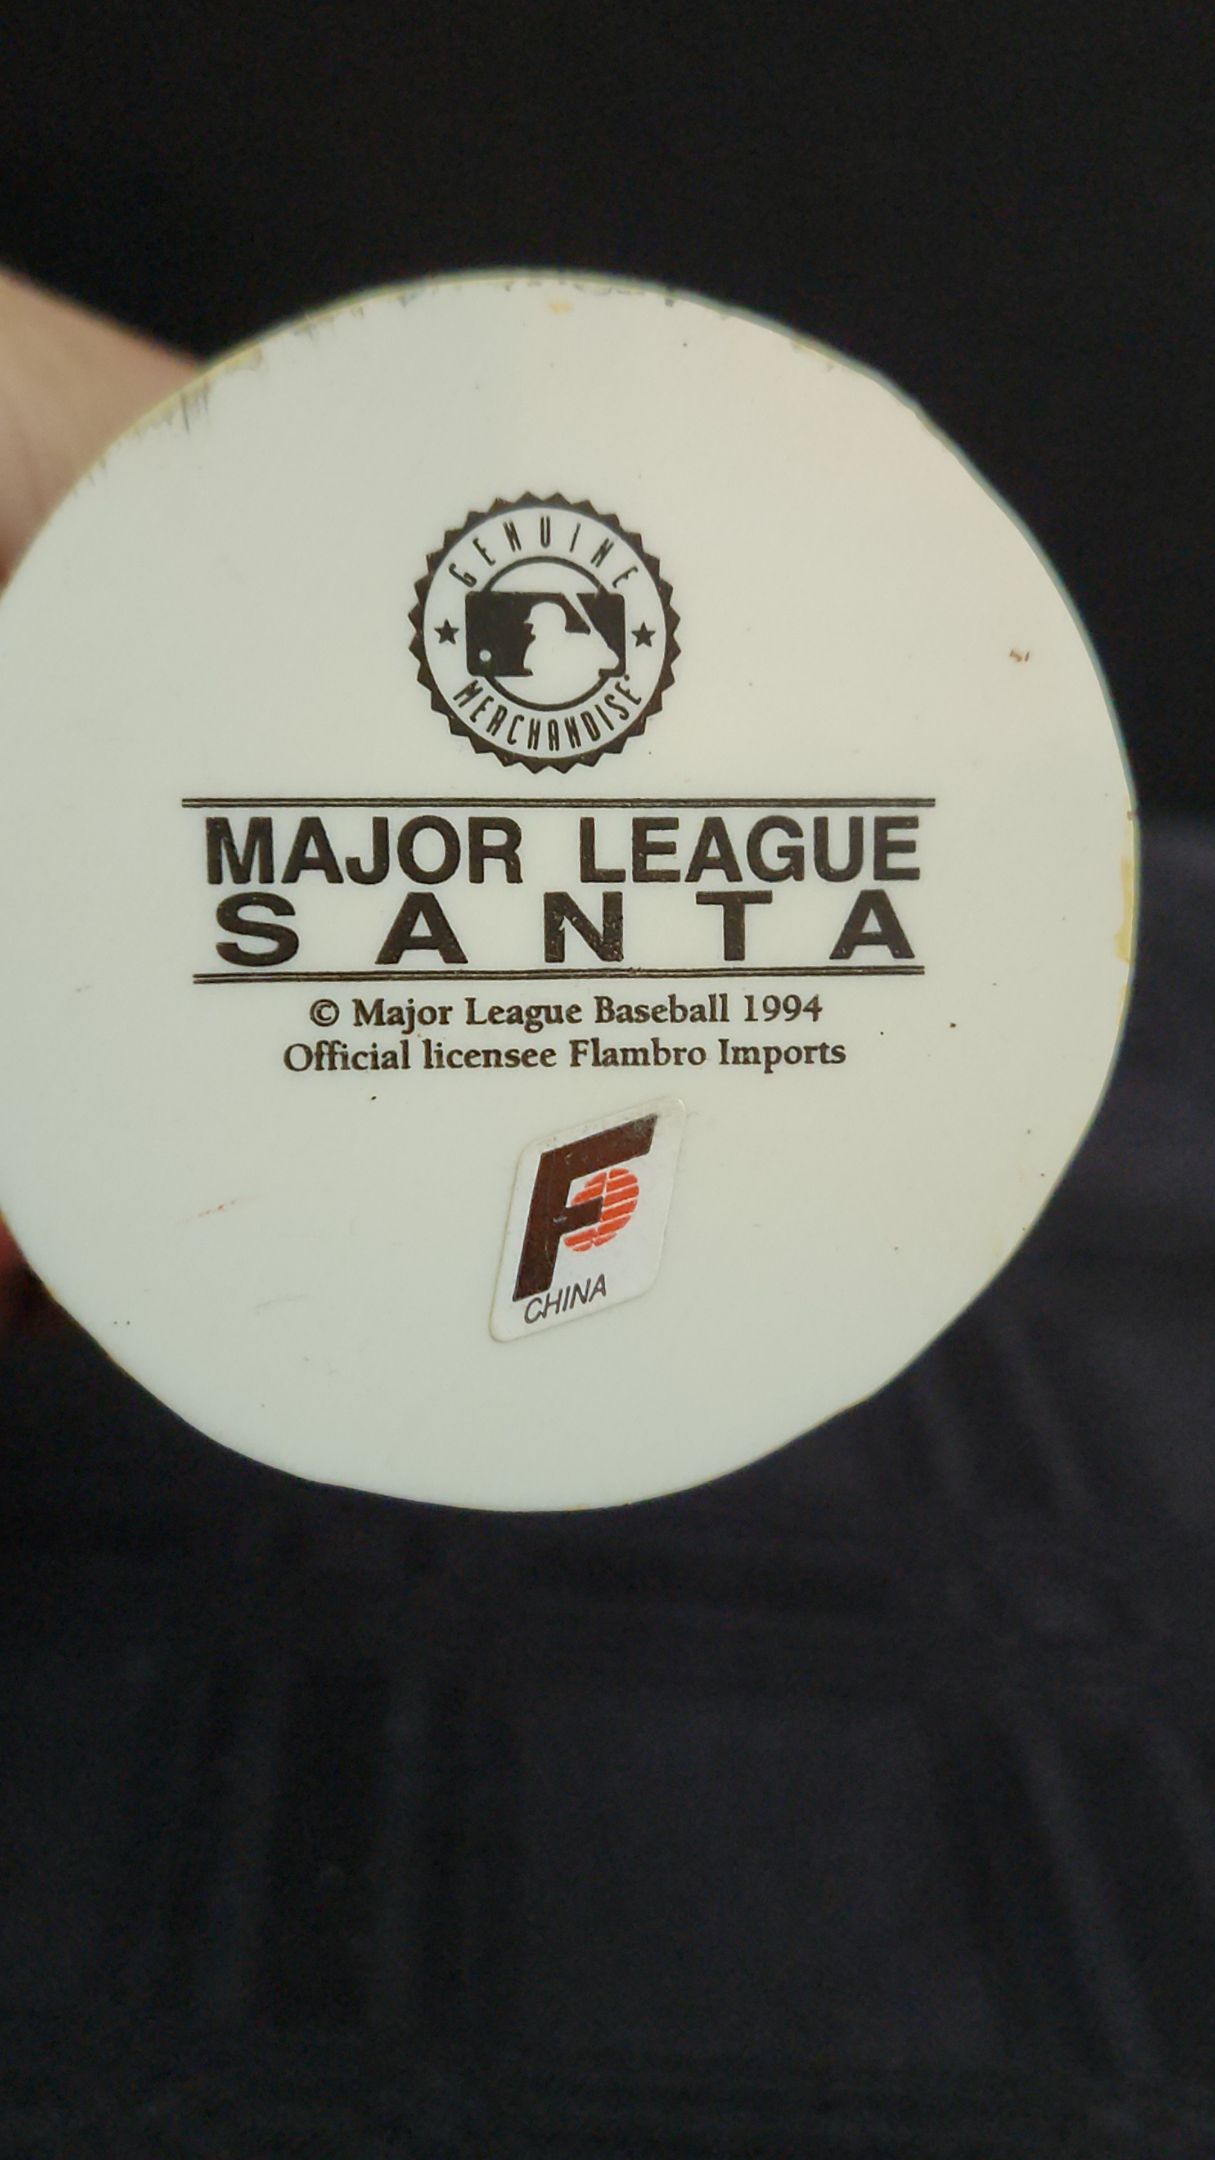 GENUINE
MERCHANDISE
MAJOR LEAGUE
SANTA
© Major League Baseball 1994
Official licensee Flambro Imports
F
CHINA